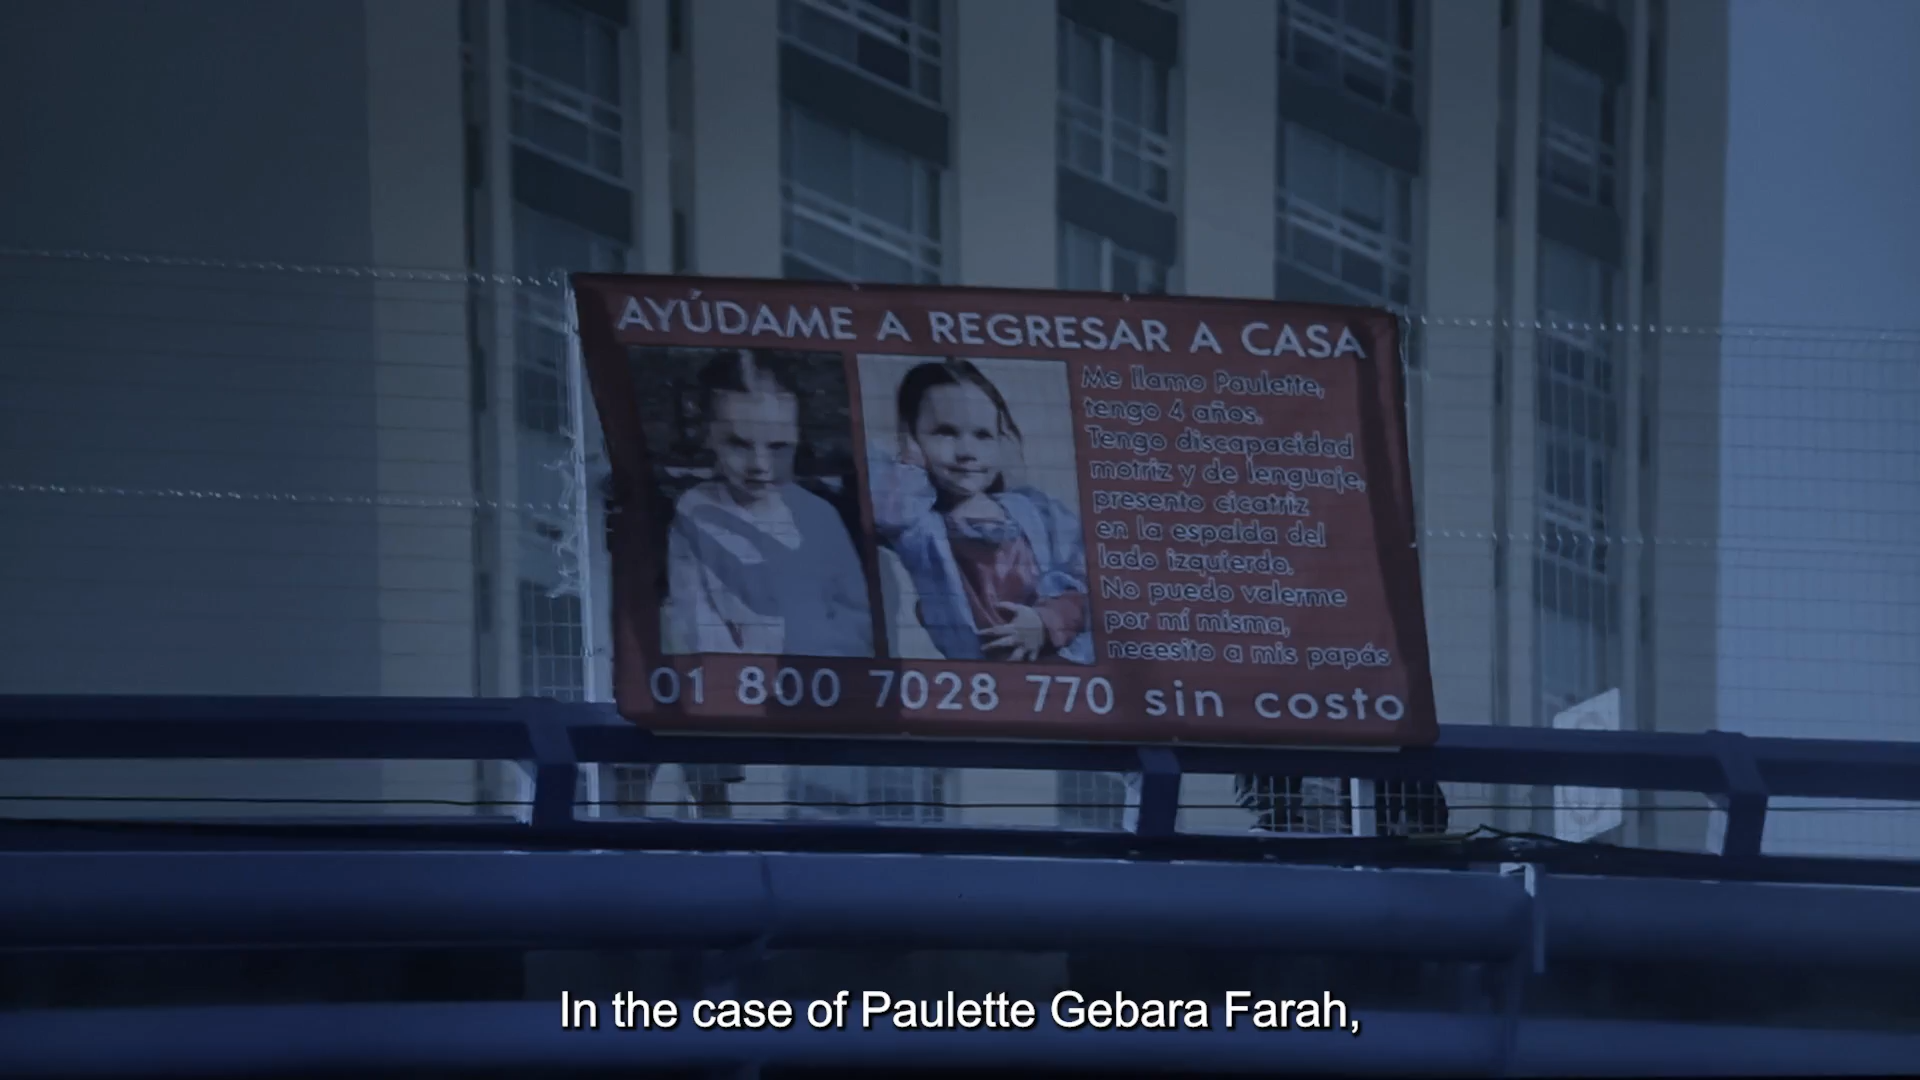 AYÚDAME A REGRESAR A CASA
Me llamo Paulette,
tengo 4 años.
Tengo discapacidad
motríz y de lenguaje,
presento cicatriz
en la espalda del
lado izquierdo.
No puedo valerme
por mí misma,
necesito a mis papás
01 800 7028 770 sin costo
In the case of Paulette Gebara Farah,